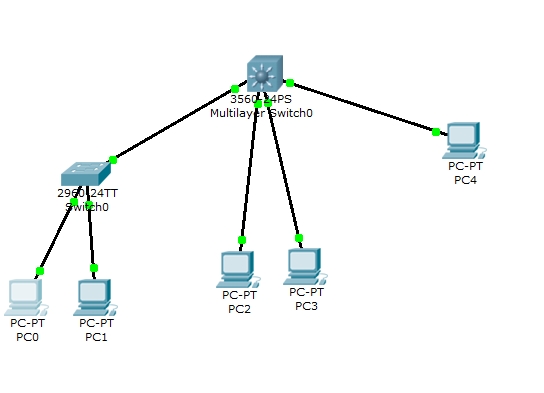 3560-24PS
Multilayer Switch0
PC-PT
PC4
2960-24TT
Switch0
PC-PT
PC2
PC-PT
PC3
PC-PT
PC0
PC-PT
PC1